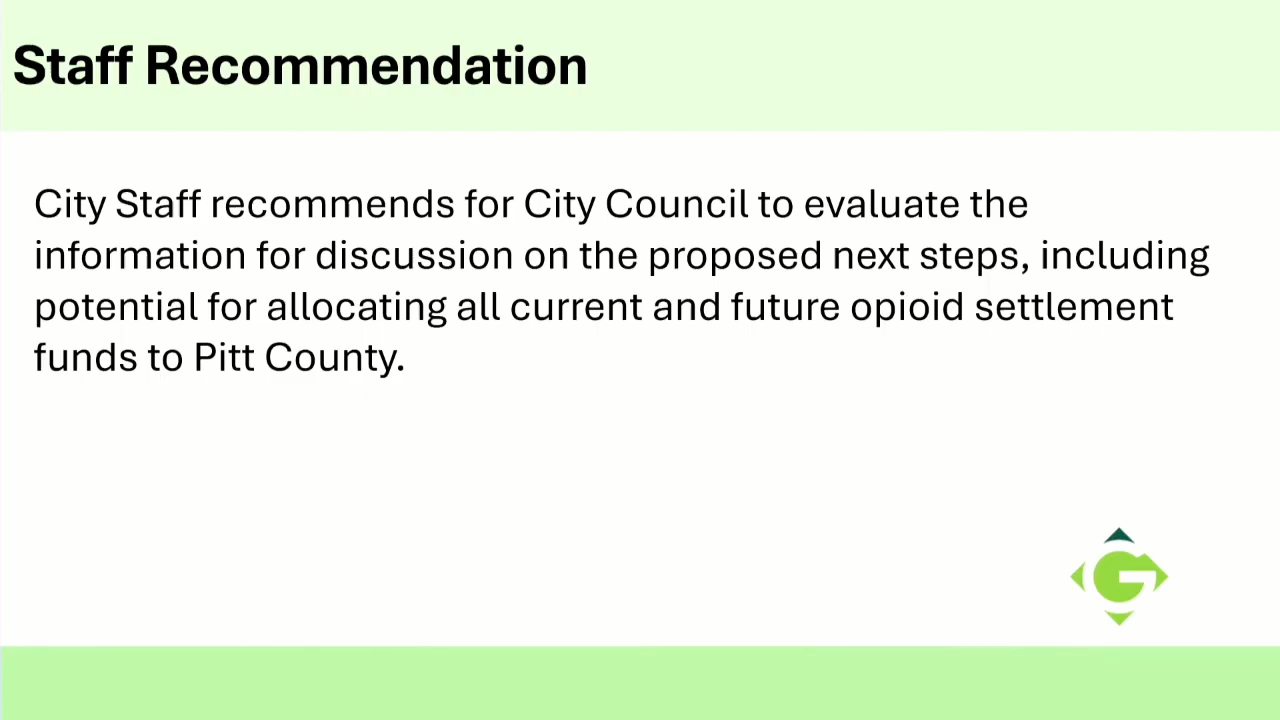 Staff Recommendation
City Staff recommends for City Council to evaluate the
information for discussion on the proposed next steps, including
potential for allocating all current and future opioid settlement
funds to Pitt County.
G